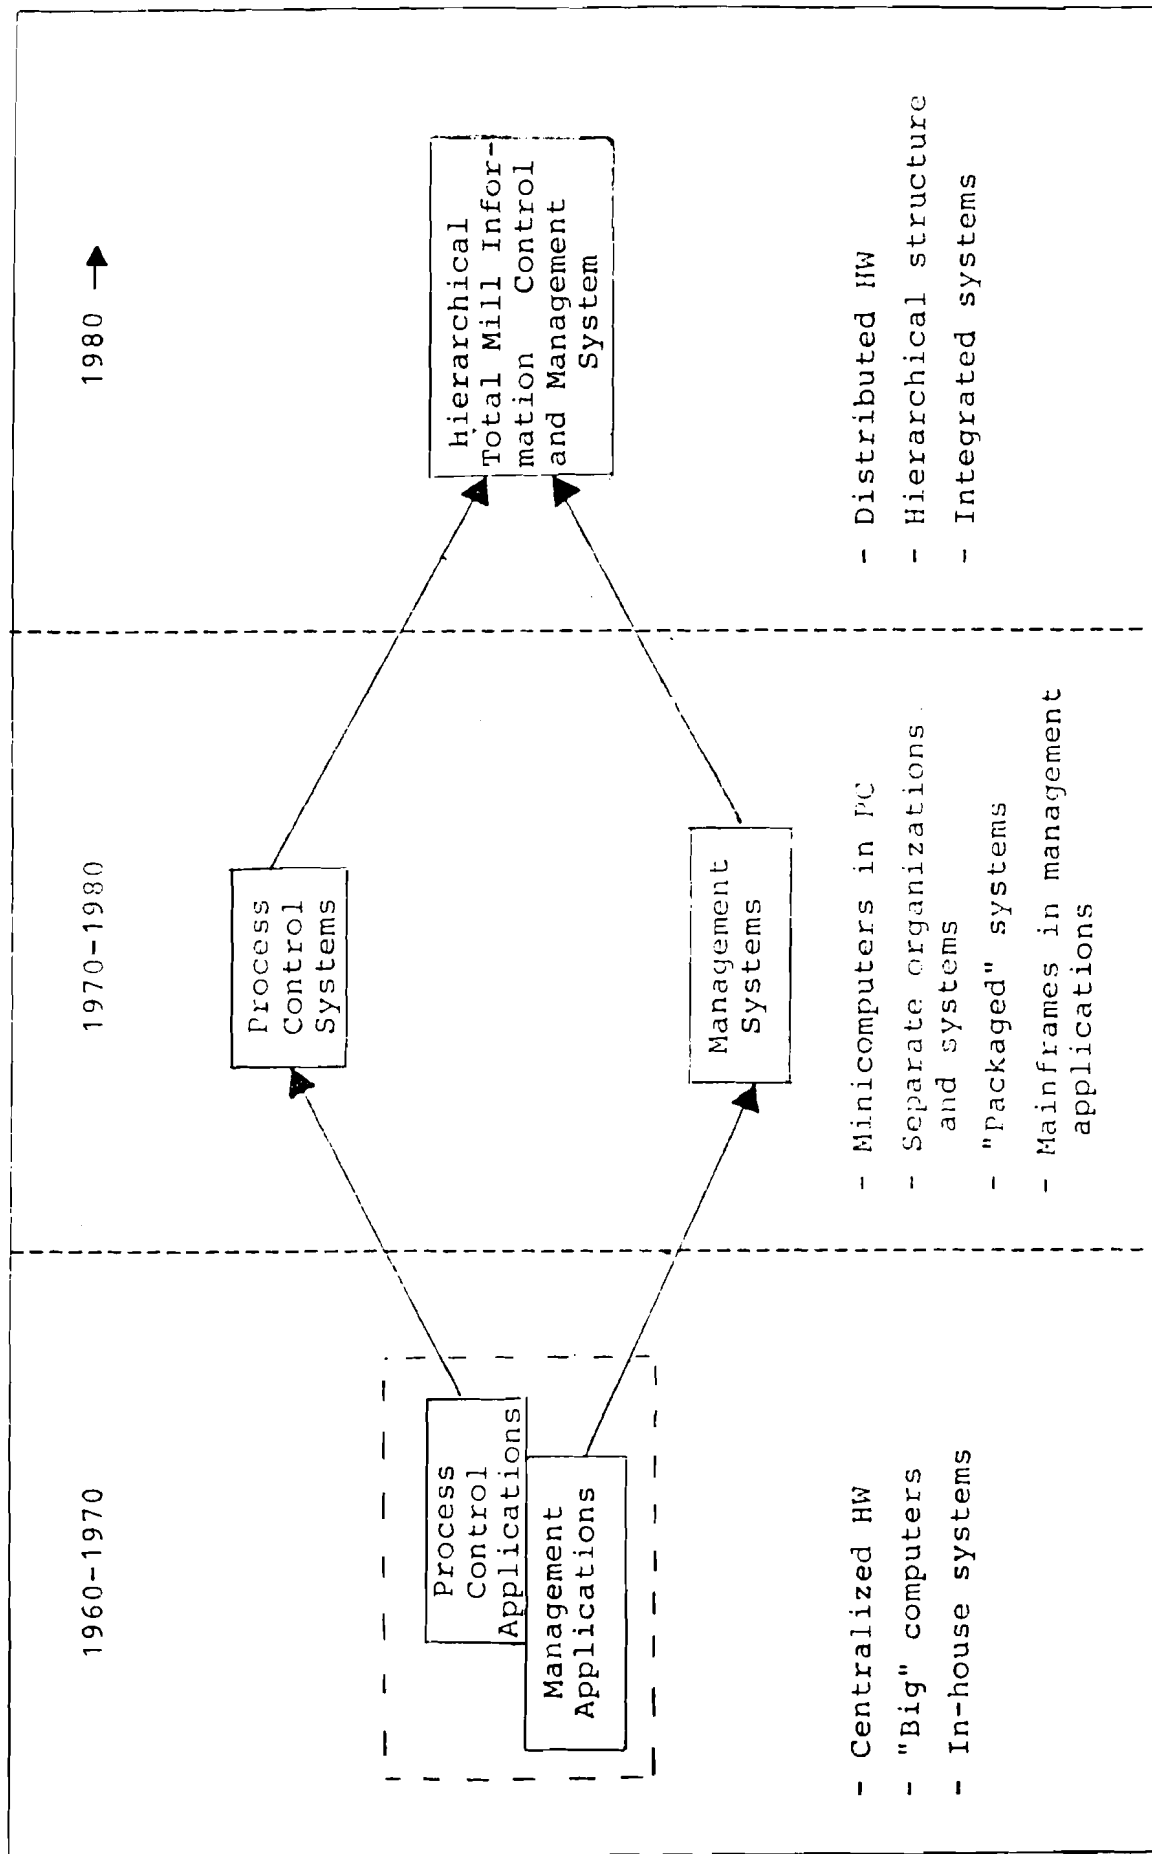 1960-1970
Process
Control
Applications
Management
Applications
- Centralized HW
- "Big" computers
- In-house systems
1970-1980
Process
Control
Systems
Management
Systems
- Minicomputers in PC
- Separate organizations
and systems
- "Packaged" systems
- Mainframes in management
applications
1980 →
hierarchical
Total Mill Infor-
mation Control
and Management
System
- Distributed HW
- Hierarchical structure
- Integrated systems